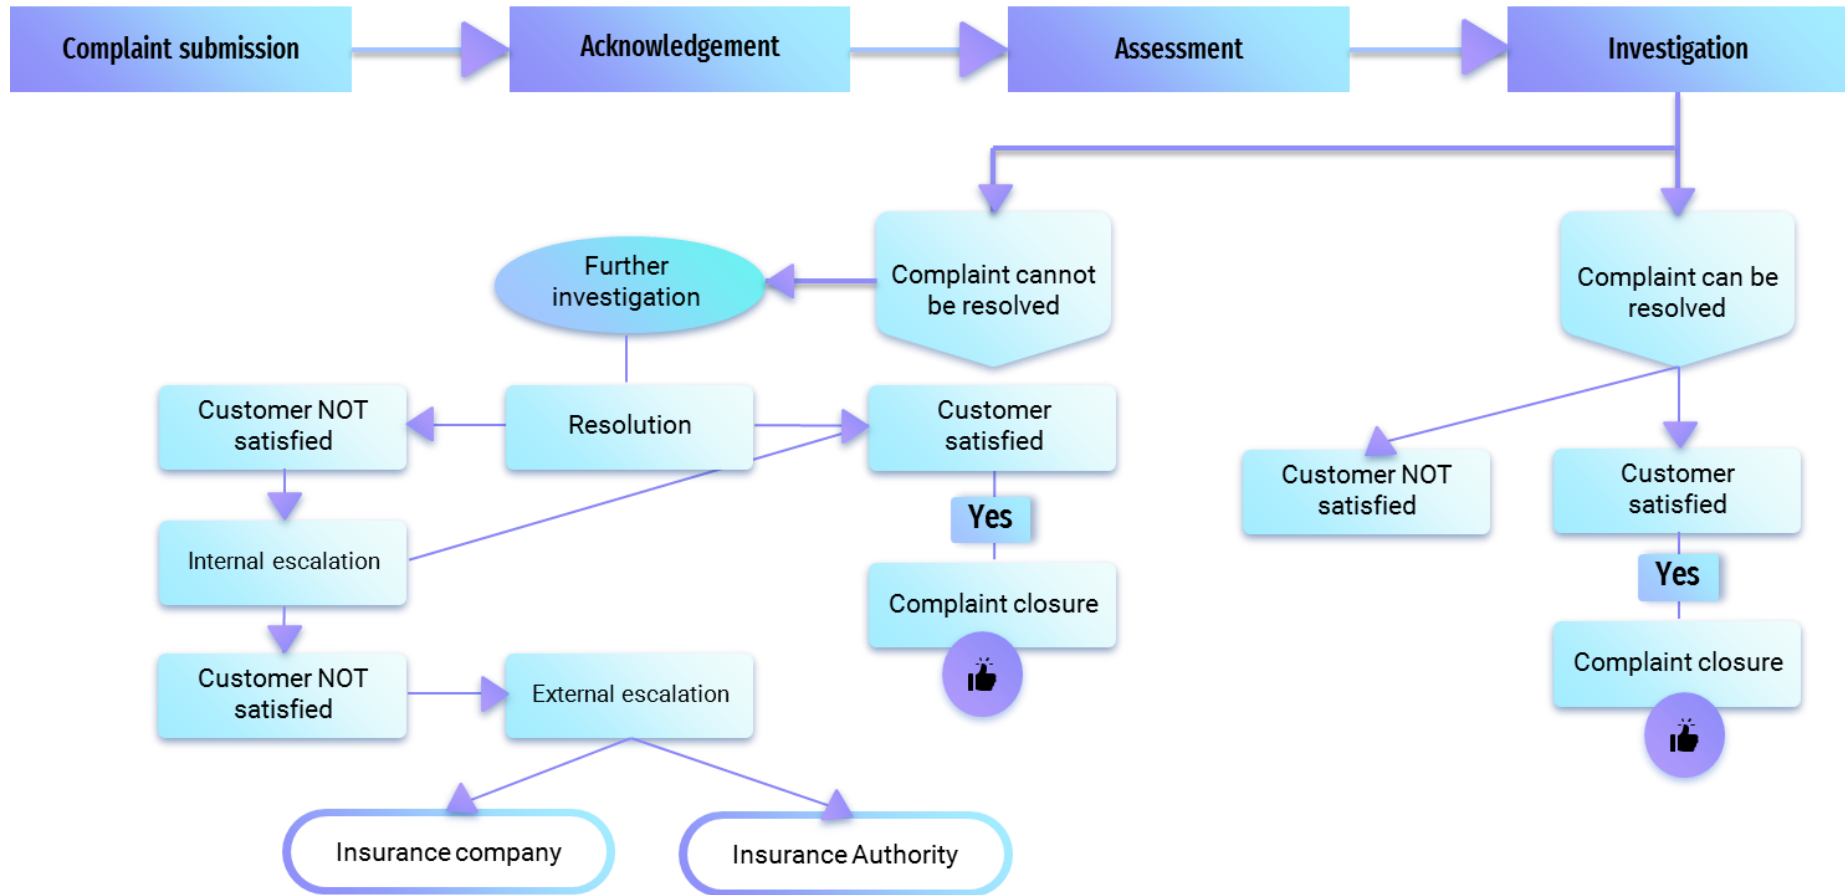 Complaint submission
Acknowledgement
Assessment
Investigation
Further
investigation
Complaint cannot
be resolved
Complaint can be
resolved
Customer NOT
satisfied
Resolution
Customer
satisfied
Customer NOT
satisfied
Customer
satisfied
Yes
Internal escalation
Yes
Complaint closure
Complaint closure
Customer NOT
satisfied
External escalation
Insurance company
Insurance Authority